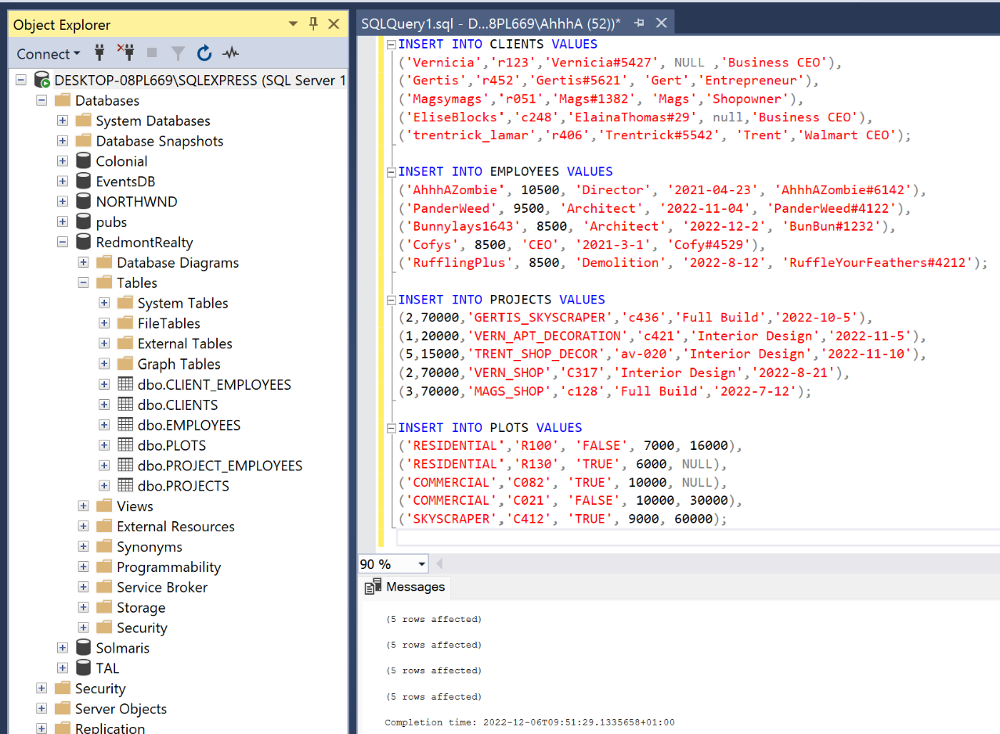 Object Explorer
Connect
DESKTOP-08PL669\SQLEXPRESS (SQL Server 1
Databases
System Databases
Database Snapshots
Colonial
EventsDB
NORTHWND
pubs
RedmontRealty
Database Diagrams
Tables
System Tables
FileTables
External Tables
Graph Tables
dbo.CLIENT_EMPLOYEES
dbo.CLIENTS
dbo.EMPLOYEES
dbo.PLOTS
dbo.PROJECT_EMPLOYEES
dbo.PROJECTS
Views
External Resources
Synonyms
Programmability
Service Broker
Storage
Security
Solmaris
TAL
Security
Server Objects
Replication
SQLQuery1.sql - D...8PL669\AhhhA (52))*
INSERT INTO CLIENTS VALUES
('Vernicia','r123','Vernicia#5427', NULL ,'Business CEO'),
('Gertis','r452','Gertis#5621', 'Gert','Entrepreneur'),
('Magsymags','r051','Mags#1382', 'Mags','Shopowner'),
('EliseBlocks','c248','ElainaThomas#29', null,'Business CEO'),
('trentrick_lamar','r406','Trentrick#5542', 'Trent','Walmart CEO');
INSERT INTO EMPLOYEES VALUES
('AhhhAZombie', 10500, 'Director', '2021-04-23', 'AhhhAZombie#6142'),
('PanderWeed', 9500, 'Architect', '2022-11-04', 'PanderWeed#4122'),
('Bunnylays1643', 8500, 'Architect', '2022-12-2', 'BunBun#1232'),
('Cofys', 8500, 'CEO', '2021-3-1', 'Cofy#4529'),
('RufflingPlus', 8500, 'Demolition', '2022-8-12', 'RuffleYourFeathers#4212');
INSERT INTO PROJECTS VALUES
(2,70000,'GERTIS_SKYSCRAPER','c436','Full Build','2022-10-5'),
(1,20000,'VERN_APT_DECORATION','c421','Interior Design','2022-11-5'),
(5,15000,'TRENT_SHOP_DECOR','av-020','Interior Design','2022-11-10'),
(2,70000,'VERN_SHOP','C317','Interior Design','2022-8-21'),
(3,70000,'MAGS_SHOP','c128','Full Build','2022-7-12');
INSERT INTO PLOTS VALUES
('RESIDENTIAL','R100', 'FALSE', 7000, 16000),
('RESIDENTIAL','R130', 'TRUE', 6000, NULL),
('COMMERCIAL','C082', 'TRUE', 10000, NULL),
('COMMERCIAL','C021', 'FALSE', 10000, 30000),
('SKYSCRAPER','C412', 'TRUE', 9000, 60000);
90 %
Messages
(5 rows affected)
(5 rows affected)
(5 rows affected)
(5 rows affected)
Completion time: 2022-12-06T09:51:29.1335658+01:00